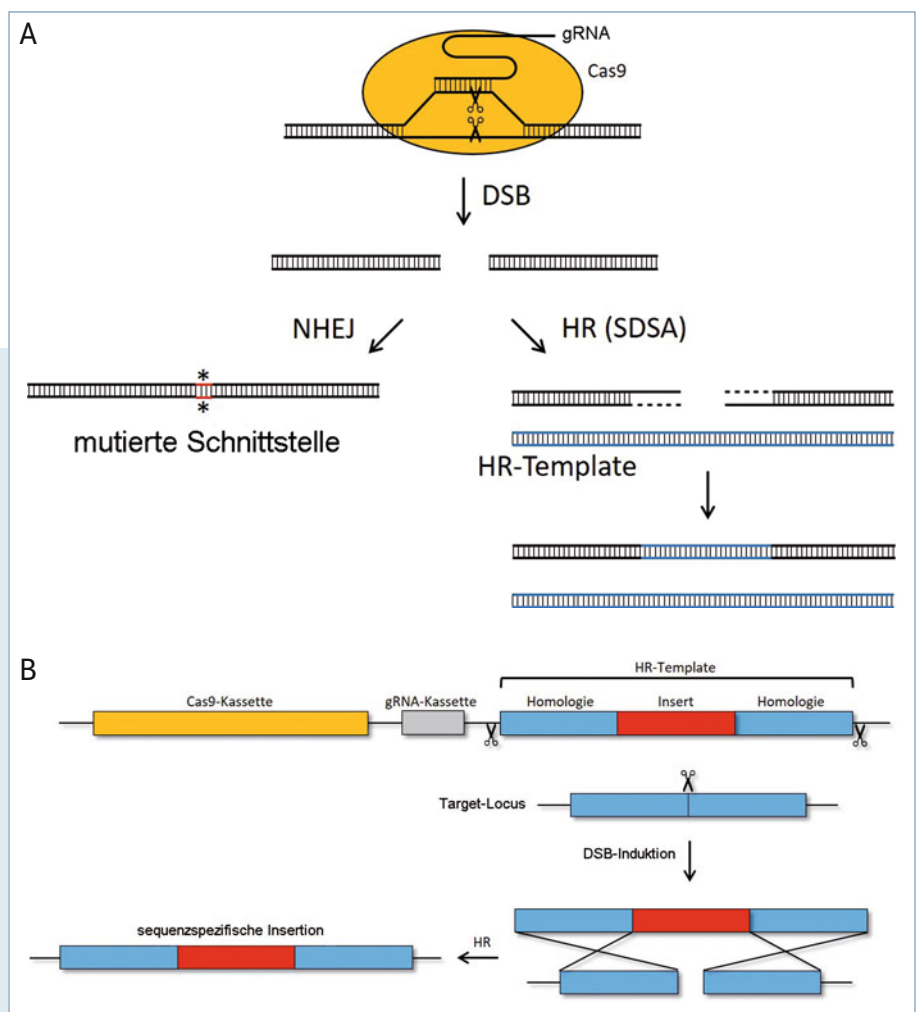 A
gRNA
Cas9
DSB
NHEJ
HR (SDSA)
*
*
mutierte Schnittstelle
HR-Template
B
HR-Template
Cas9-Kassette
gRNA-Kassette
Homologie
Insert
Homologie
Target-Locus
DSB-Induktion
sequenzspezifische Insertion
HR